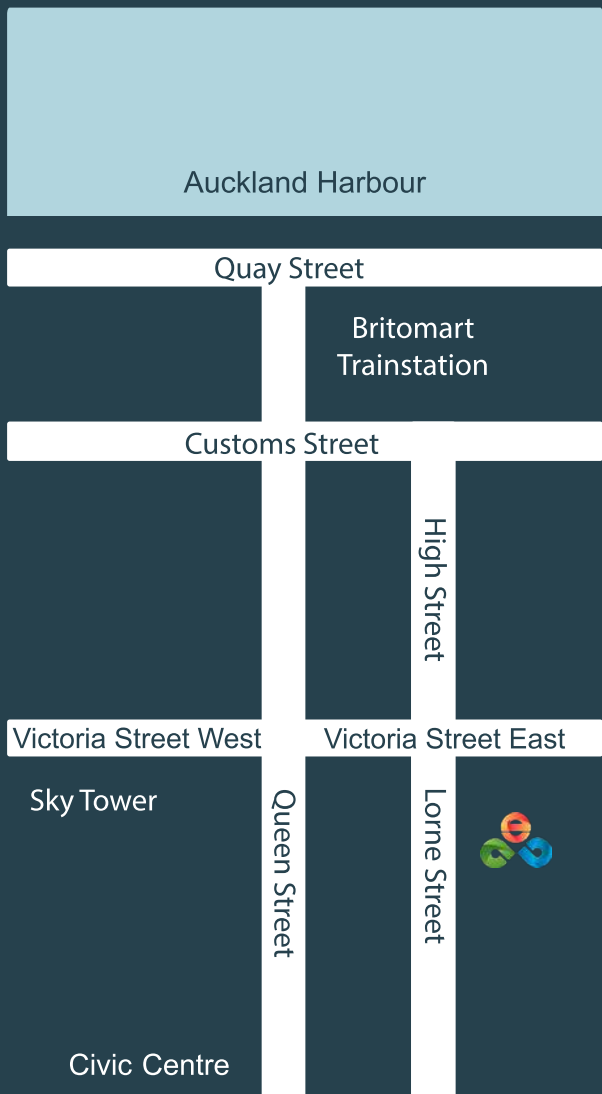 Auckland Harbour
Quay Street
Britomart
Trainstation
Customs Street
High Street
Victoria Street West
Victoria Street East
Sky Tower
Queen Street
Lorne Street
Civic Centre